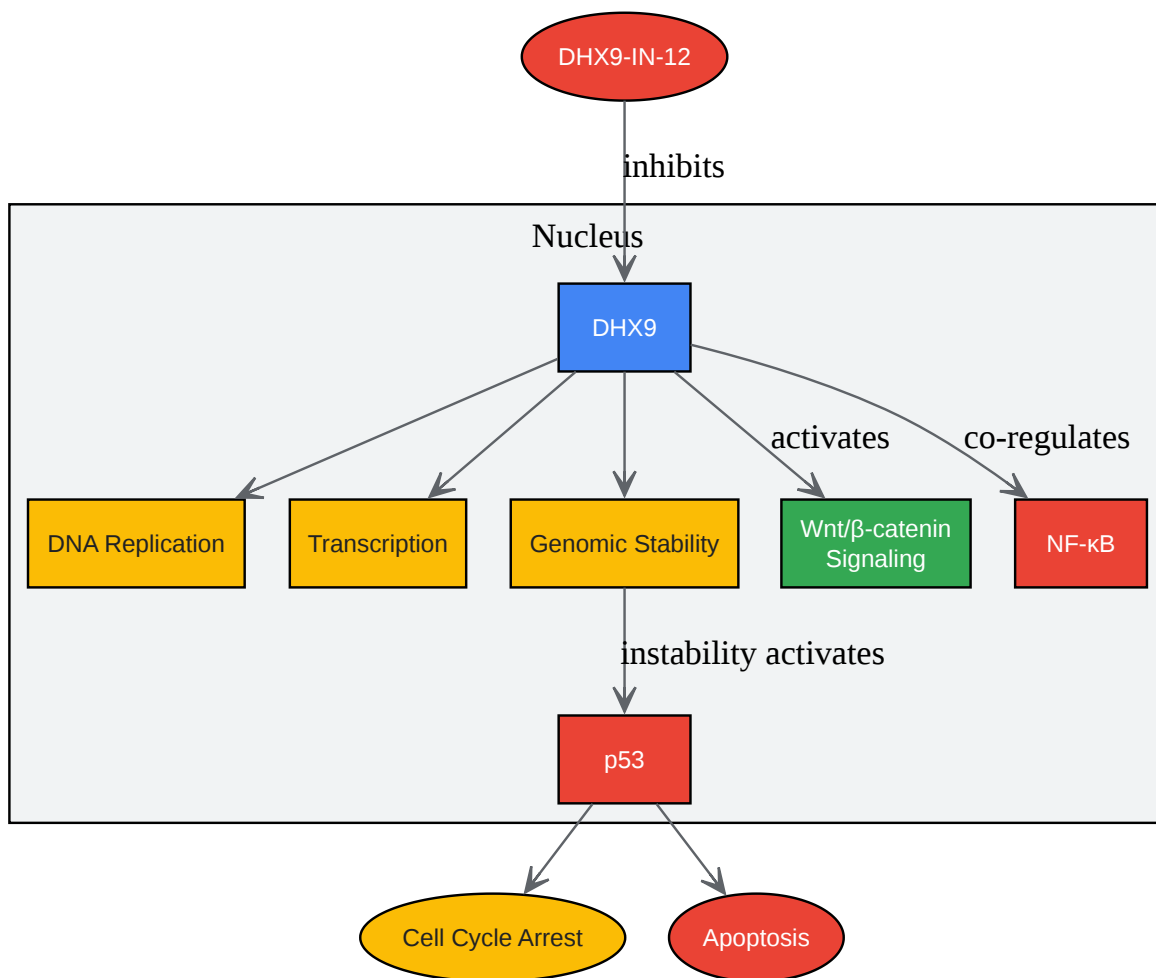 DHX9-IN-12
inhibits
Nucleus
DHX9
activates
co-regulates
DNA Replication
Transcription
Genomic Stability
Wnt/β-catenin
Signaling
NF-κB
instability activates
p53
Cell Cycle Arrest
Apoptosis